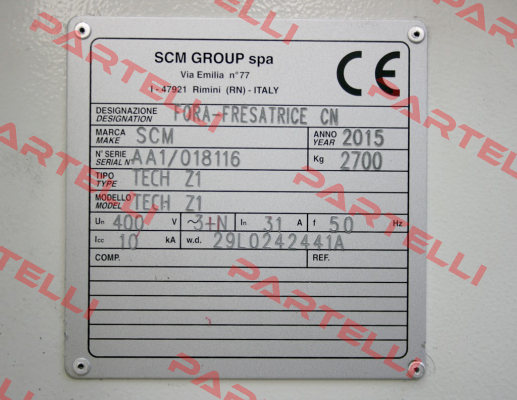 SCM GROUP spa
Via Emilia n°77
I - 47921 Rimini (RN) - ITALY
CE
DESIGNAZIONE
DESIGNATION FORA-FRESATRICE CN
MARCA
MAKE SCM ANNO
YEAR 2015
N° SERIE
SERIAL N° AA1/018116 Kg 2700
TIPO
TYPE TECH Z1
MODELLO
MODEL TECH Z1
Un 400 V ~3+N In 31 A f 50 Hz
Icc 10 kA w.d. 29L0242441A
COMP. REF.
PARTELLI
PARTELLI
PARTELLI
PARTELLI
PARTELLI
PARTELLI
PARTELLI